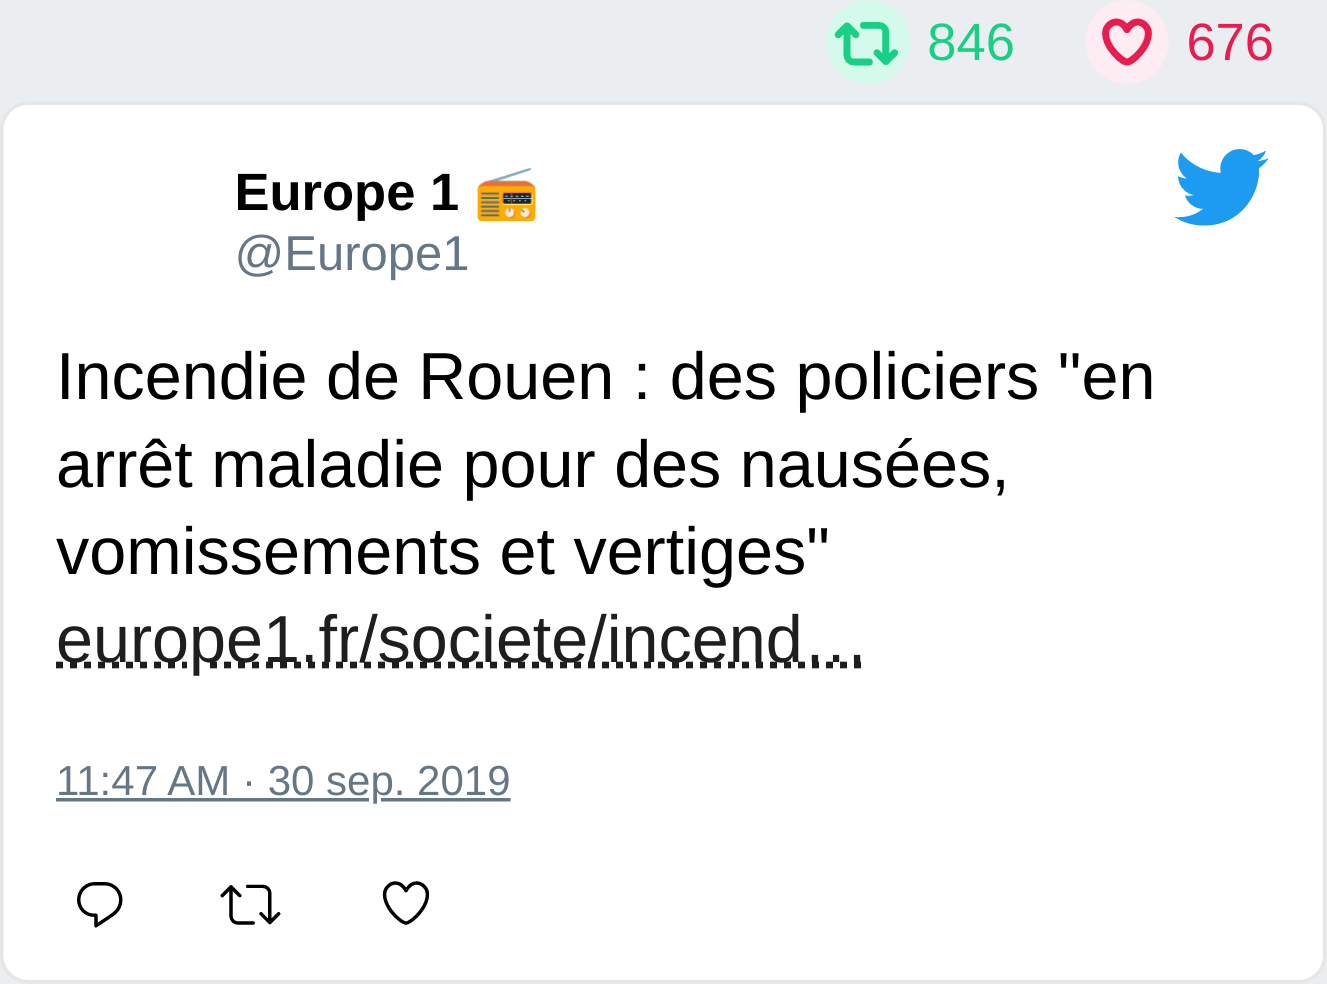 846 676
Europe 1 📻
@Europe1
Incendie de Rouen : des policiers "en
arrêt maladie pour des nausées,
vomissements et vertiges"
europe1.fr/societe/incend…
11:47 AM · 30 sep. 2019